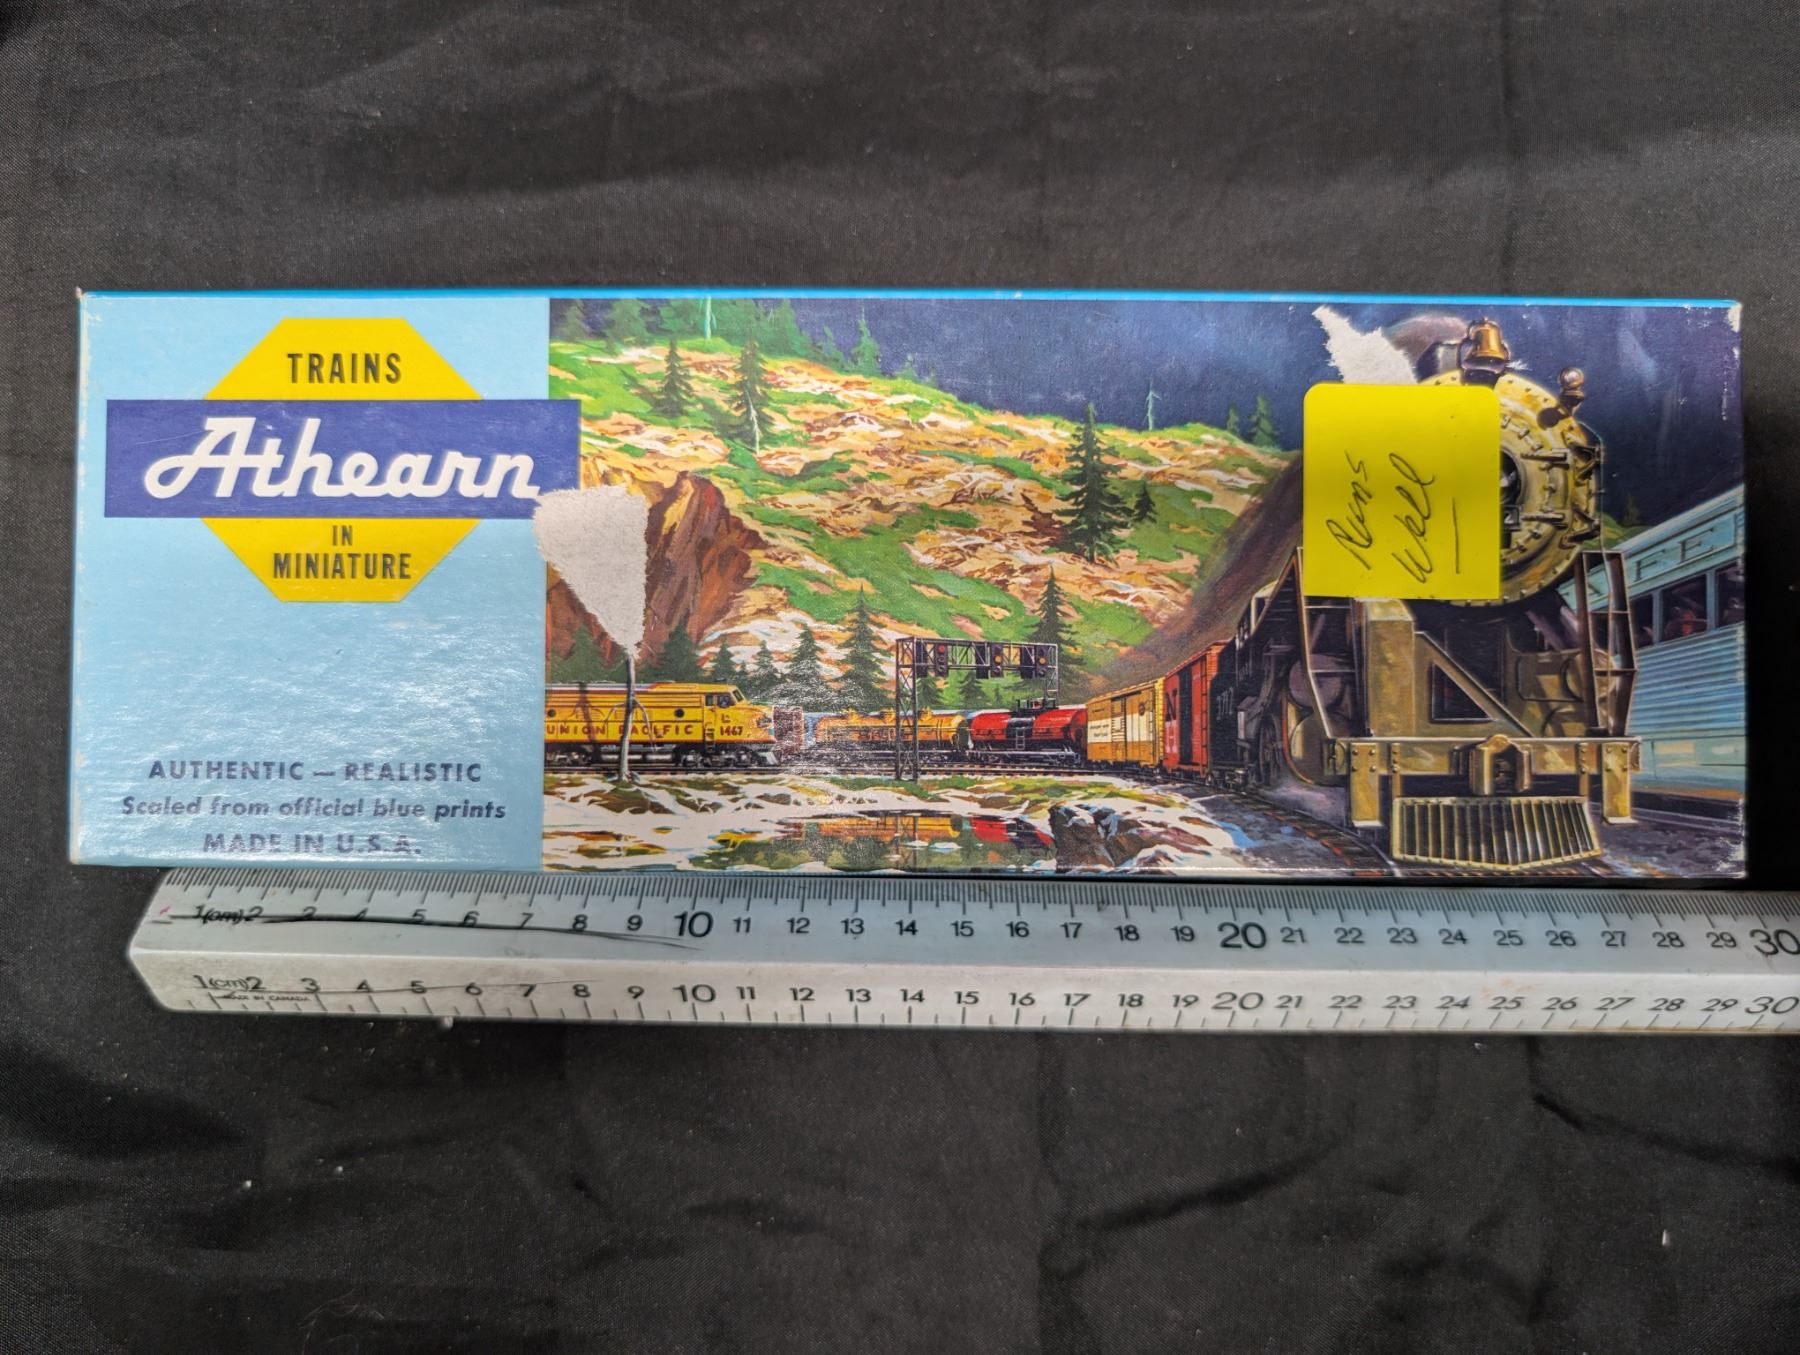 TRAINS
Athearn
IN
MINIATURE
AUTHENTIC — REALISTIC
Scaled from official blue prints
MADE IN U.S.A.
UNION PACIFIC 1467
Runs
Well
1(cm)2 3 4 5 6 7 8 9 10 11 12 13 14 15 16 17 18 19 20 21 22 23 24 25 26 27 28 29 30
1(cm)2 3 4 5 6 7 8 9 10 11 12 13 14 15 16 17 18 19 20 21 22 23 24 25 26 27 28 29 30
MADE IN CANADA